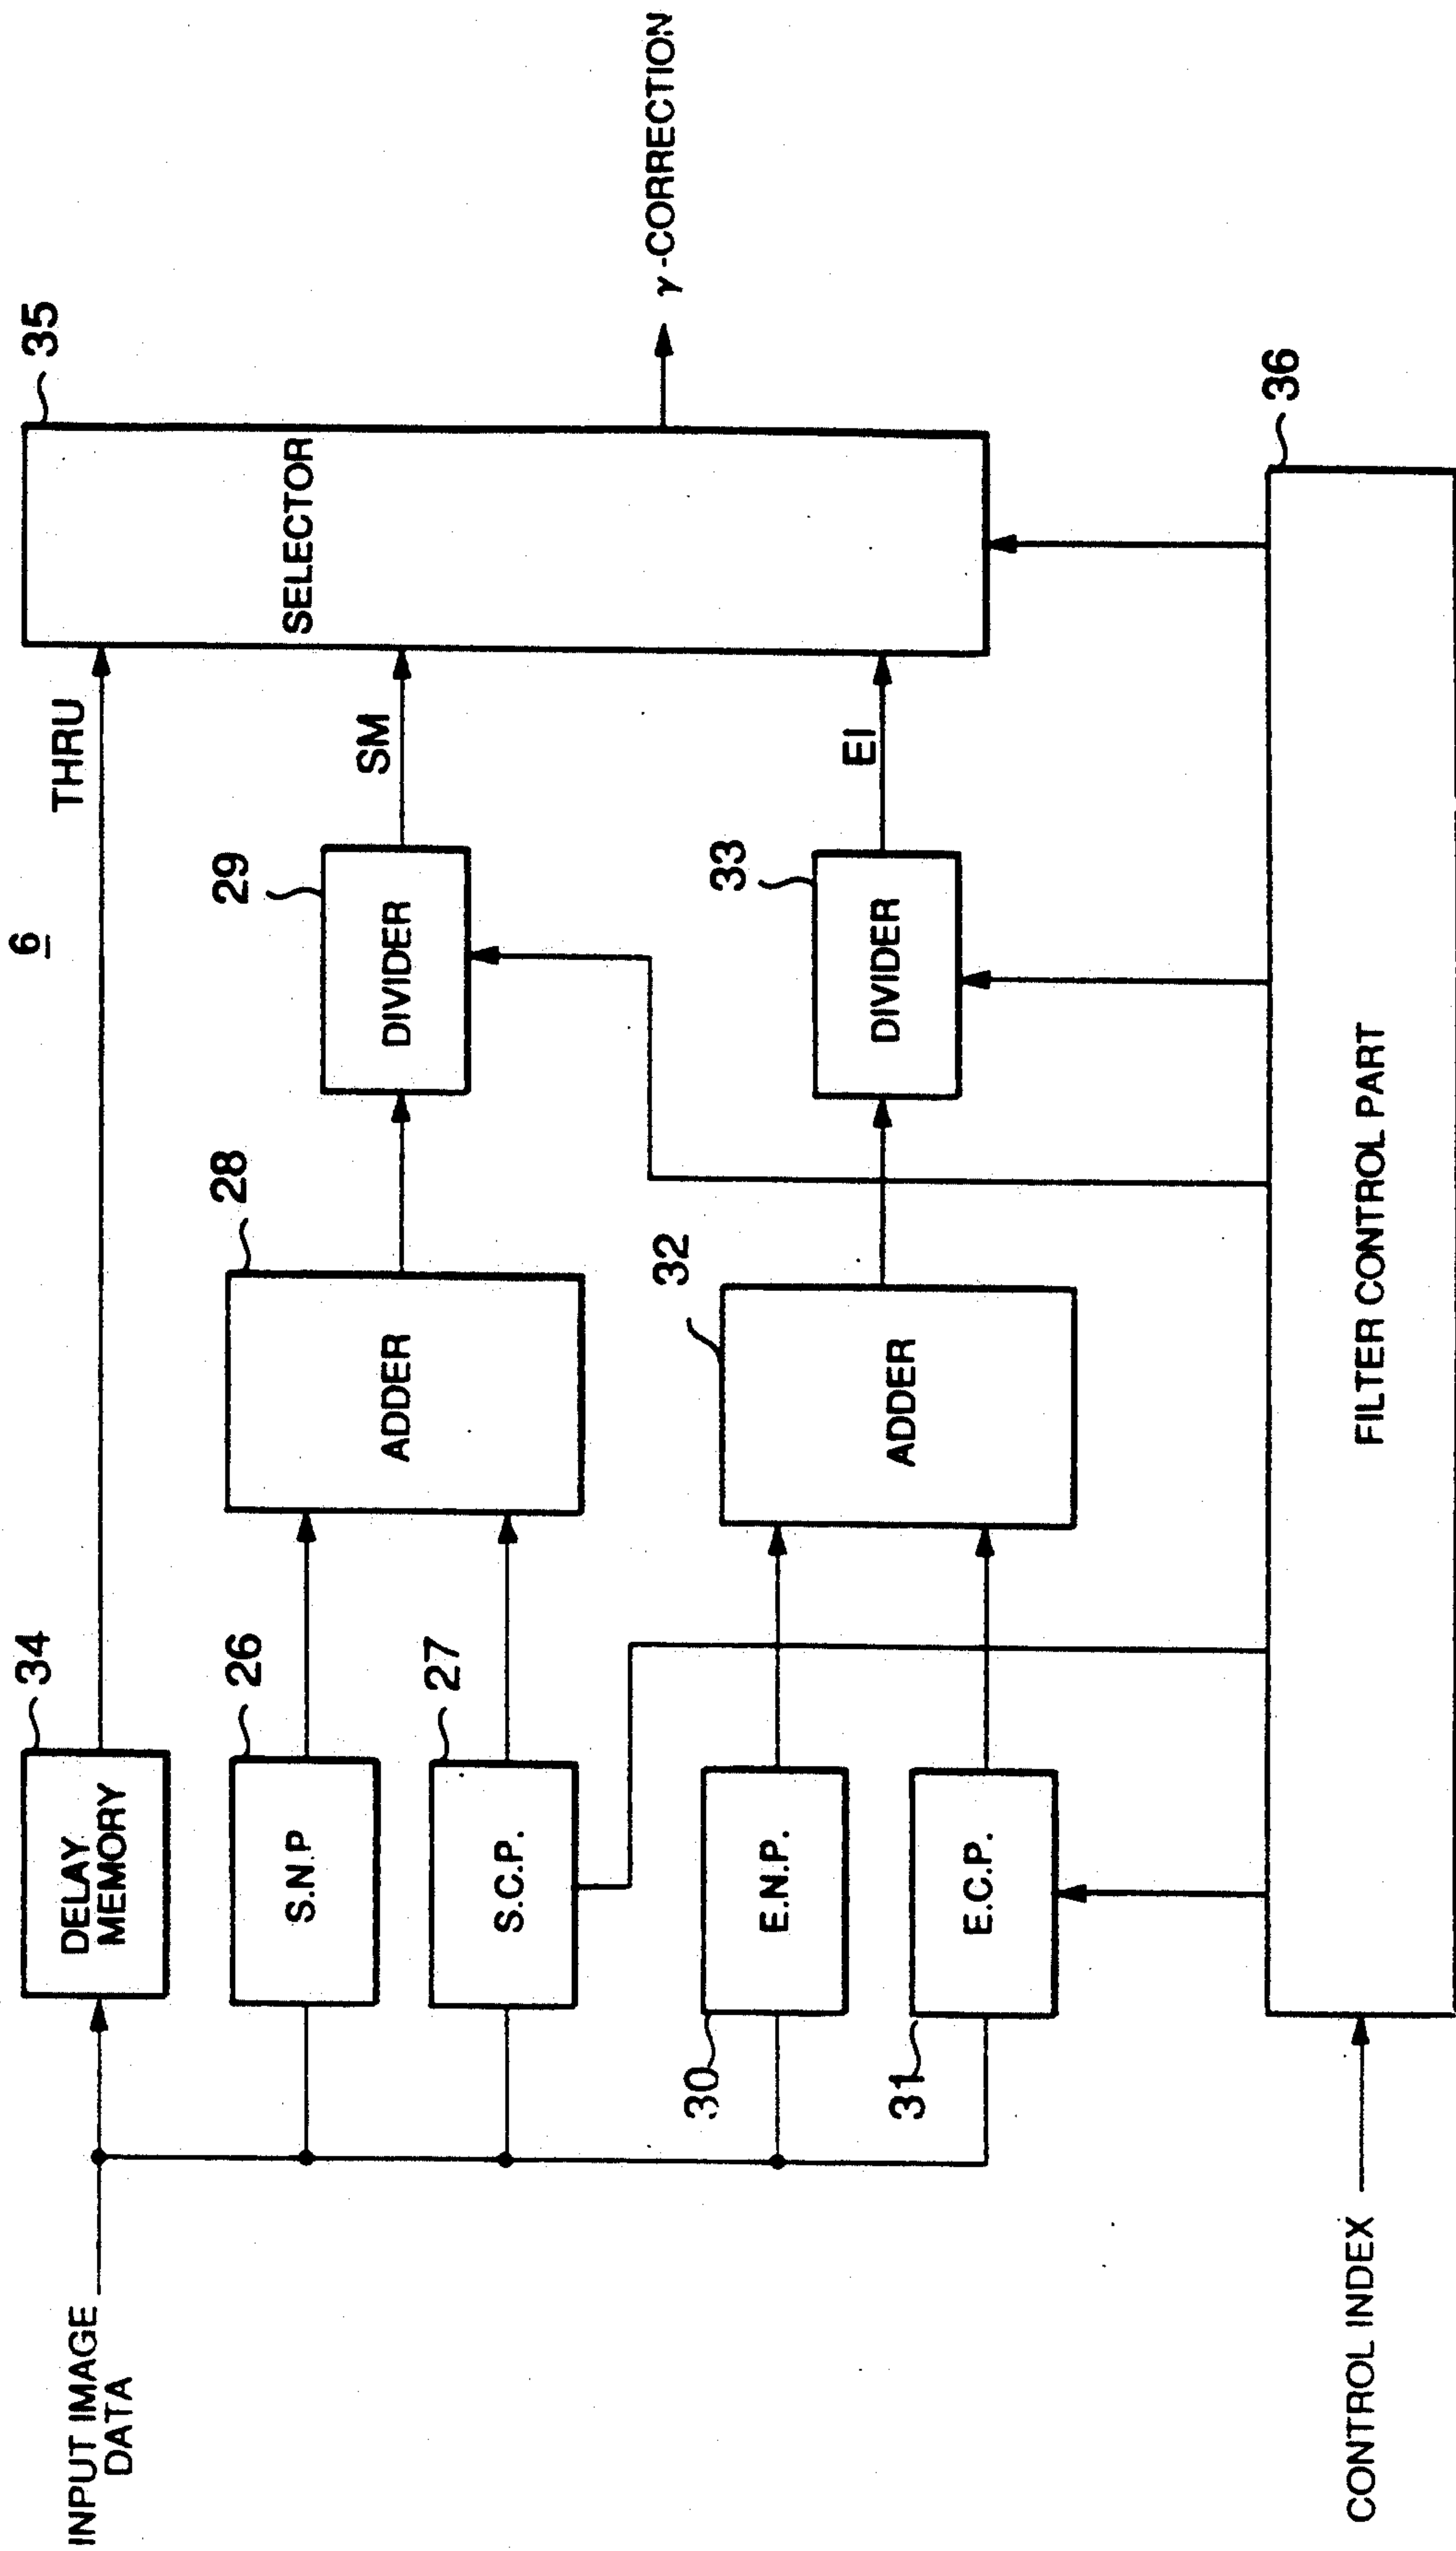 6
INPUT IMAGE
DATA
34
DELAY
MEMORY
THRU
35
SELECTOR
γ-CORRECTION
26
S.N.P
27
S.C.P.
28
ADDER
29
DIVIDER
SM
30
E.N.P.
31
E.C.P.
32
ADDER
33
DIVIDER
EI
36
FILTER CONTROL PART
CONTROL INDEX